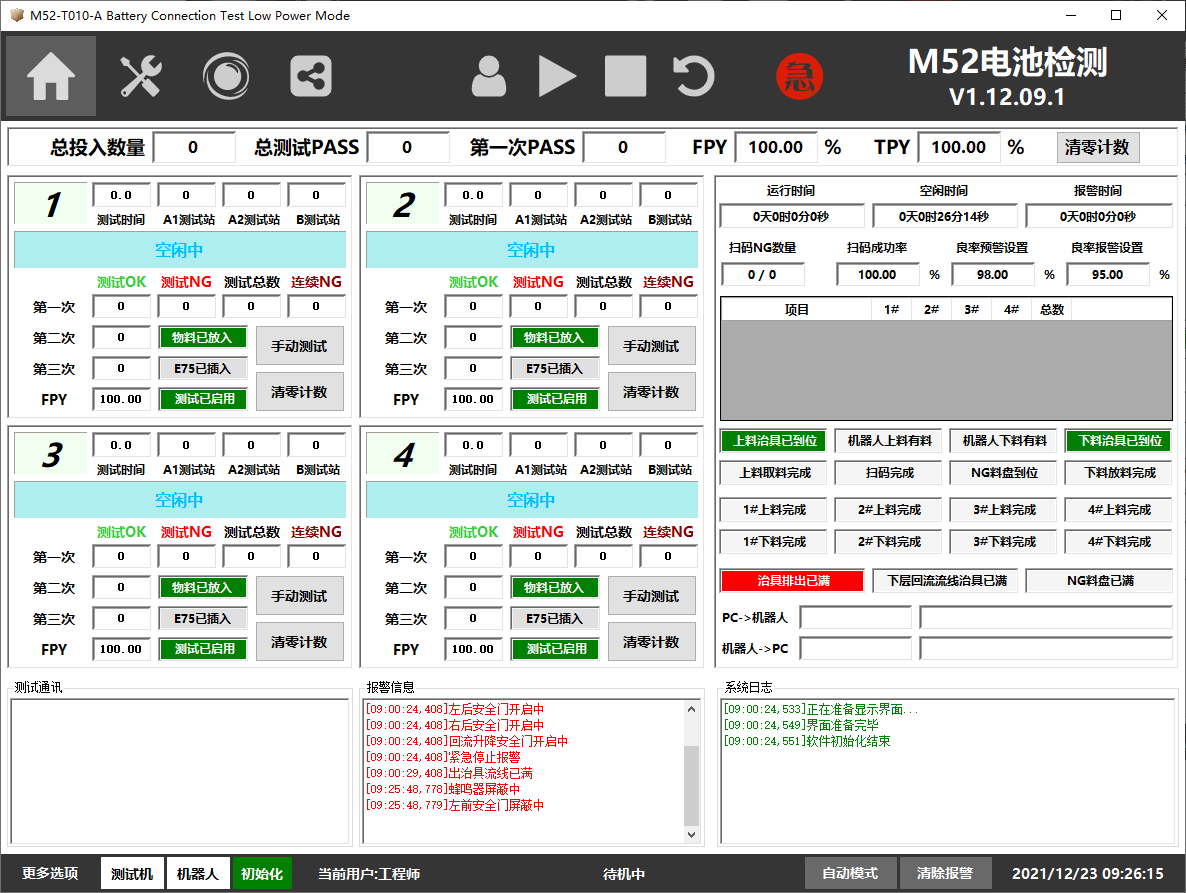 M52-T010-A Battery Connection Test Low Power Mode
急
M52电池检测
V1.12.09.1
总投入数量 0 总测试PASS 0 第一次PASS 0 FPY 100.00 % TPY 100.00 % 清零计数
1 0.0 0 0 0
测试时间 A1测试站 A2测试站 B测试站
空闲中
测试OK 测试NG 测试总数 连续NG
第一次 0 0 0 0
第二次 0 物料已放入 手动测试
第三次 0 E75已插入
FPY 100.00 测试已启用 清零计数
2 0.0 0 0 0
测试时间 A1测试站 A2测试站 B测试站
空闲中
测试OK 测试NG 测试总数 连续NG
第一次 0 0 0 0
第二次 0 物料已放入 手动测试
第三次 0 E75已插入
FPY 100.00 测试已启用 清零计数
3 0.0 0 0 0
测试时间 A1测试站 A2测试站 B测试站
空闲中
测试OK 测试NG 测试总数 连续NG
第一次 0 0 0 0
第二次 0 物料已放入 手动测试
第三次 0 E75已插入
FPY 100.00 测试已启用 清零计数
4 0.0 0 0 0
测试时间 A1测试站 A2测试站 B测试站
空闲中
测试OK 测试NG 测试总数 连续NG
第一次 0 0 0 0
第二次 0 物料已放入 手动测试
第三次 0 E75已插入
FPY 100.00 测试已启用 清零计数
运行时间 空闲时间 报警时间
0天0时0分0秒 0天0时26分14秒 0天0时0分0秒
扫码NG数量 扫码成功率 良率预警设置 良率报警设置
0 / 0 100.00 % 98.00 % 95.00 %
项目 1# 2# 3# 4# 总数
上料治具已到位 机器人上料有料 机器人下料有料 下料治具已到位
上料取料完成 扫码完成 NG料盘到位 下料放料完成
1#上料完成 2#上料完成 3#上料完成 4#上料完成
1#下料完成 2#下料完成 3#下料完成 4#下料完成
治具排出已满 下层回流流线治具已满 NG料盘已满
PC->机器人
机器人->PC
测试通讯
报警信息
[09:00:24,408]左后安全门开启中
[09:00:24,408]右后安全门开启中
[09:00:24,408]回流升降安全门开启中
[09:00:24,408]紧急停止报警
[09:00:29,408]出治具流线已满
[09:25:48,778]蜂鸣器屏蔽中
[09:25:48,779]左前安全门屏蔽中
系统日志
[09:00:24,533]正在准备显示界面...
[09:00:24,549]界面准备完毕
[09:00:24,551]软件初始化结束
更多选项 测试机 机器人 初始化 当前用户:工程师 待机中 自动模式 清除报警 2021/12/23 09:26:15